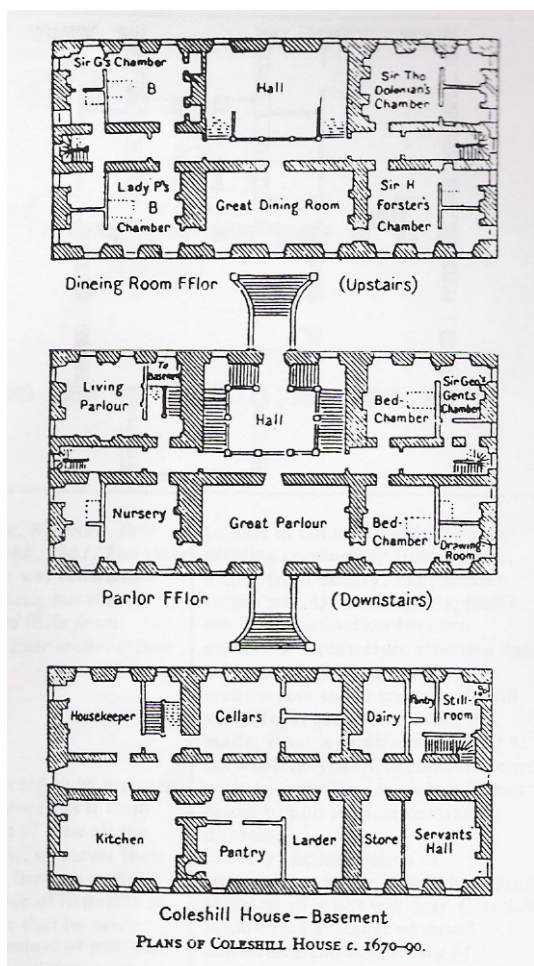 Sir G's Chamber
B
Hall
Sir Tho
Dolenian's
Chamber
Lady P's
B
Chamber
Great Dining Room
Sir H
Forster's
Chamber
Dineing Room FFlor (Upstairs)
Living
Parlour
To
Basement
Hall
Bed-
Chamber
Sir Geo's
Gents
Chamber
Nursery
Great Parlour
Bed-
Chamber
Drawing
Room
Parlor FFlor (Downstairs)
Housekeeper
Cellars
Dairy
Pantry
Still-
room
Kitchen
Pantry
Larder
Store
Servants
Hall
Coleshill House – Basement
PLANS OF COLESHILL HOUSE c. 1670–90.